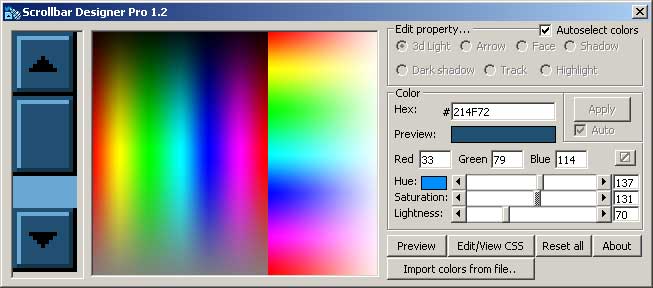 Scrollbar Designer Pro 1.2
Edit property... Autoselect colors
3d Light Arrow Face Shadow
Dark shadow Track Highlight
Color
Hex: # 214F72 Apply
Preview: Auto
Red 33 Green 79 Blue 114
Hue: 137
Saturation: 131
Lightness: 70
Preview Edit/View CSS Reset all About
Import colors from file..